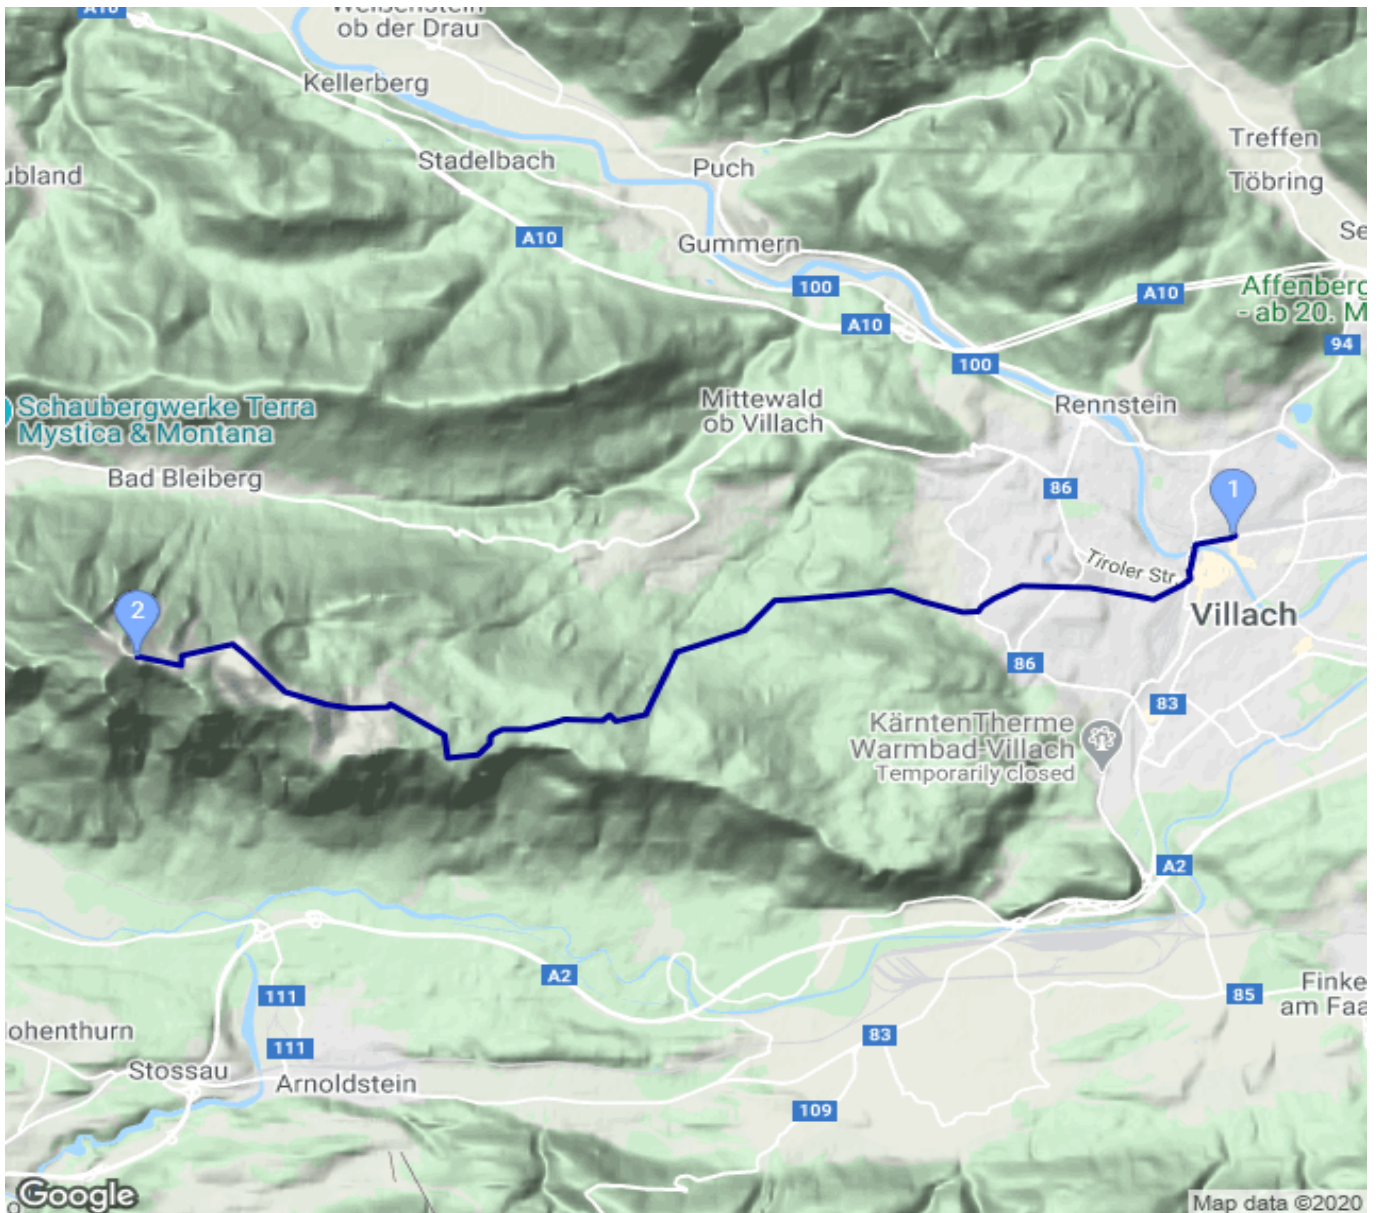 A10
Weißenstein
ob der Drau
Kellerberg
Treffen
Stadelbach
Puch
ubland
Töbring
A10
Gummern
Se
100
A10
Affenberg
- ab 20. M
A10
100
94
Schaubergwerke Terra
Mystica & Montana
Mittewald
ob Villach
Rennstein
Bad Bleiberg
86
1
Tiroler Str.
2
Villach
86
83
KärntenTherme
Warmbad-Villach
Temporarily closed
A2
A2
111
85
Finke
am Faa
ohenthurn
83
111
Stossau
Arnoldstein
109
Google
Map data ©2020